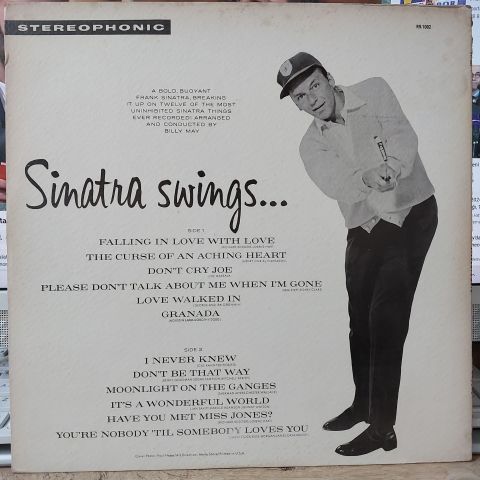 STEREOPHONIC
R9-1002
A BOLD, BUOYANT
FRANK SINATRA, BREAKING
IT UP ON TWELVE OF THE MOST
UNINHIBITED SINATRA THINGS
EVER RECORDED! ARRANGED
AND CONDUCTED BY
BILLY MAY
Sinatra swings...
SIDE 1
FALLING IN LOVE WITH LOVE
THE CURSE OF AN ACHING HEART
DON'T CRY JOE
PLEASE DON'T TALK ABOUT ME WHEN I'M GONE
LOVE WALKED IN
GRANADA
SIDE 2
I NEVER KNEW
DON'T BE THAT WAY
MOONLIGHT ON THE GANGES
IT'S A WONDERFUL WORLD
HAVE YOU MET MISS JONES?
YOU'RE NOBODY 'TIL SOMEBODY LOVES YOU